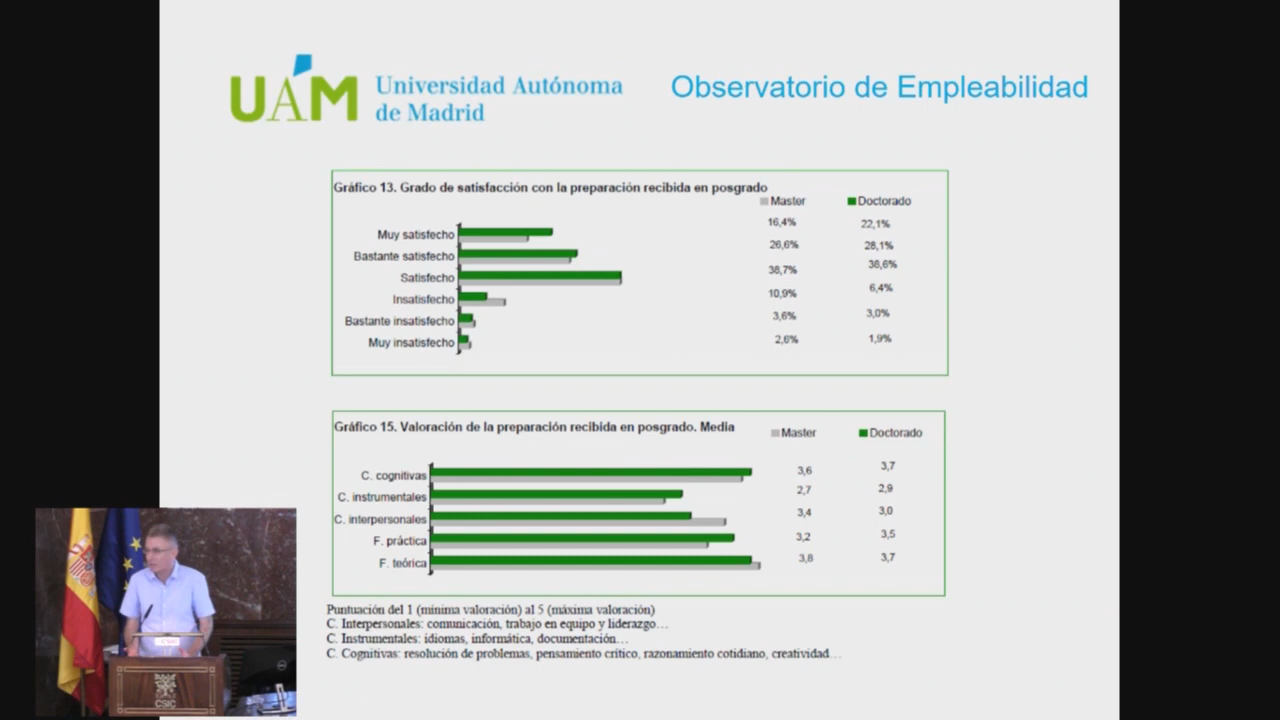 UAM Universidad Autónoma
de Madrid
Observatorio de Empleabilidad
Gráfico 13. Grado de satisfacción con la preparación recibida en posgrado
Master Doctorado
Muy satisfecho 16,4% 22,1%
Bastante satisfecho 26,6% 28,1%
Satisfecho 38,7% 38,6%
Insatisfecho 10,9% 6,4%
Bastante insatisfecho 3,6% 3,0%
Muy insatisfecho 2,6% 1,9%
Gráfico 15. Valoración de la preparación recibida en posgrado. Media
Master Doctorado
C. cognitivas 3,6 3,7
C. instrumentales 2,7 2,9
C. interpersonales 3,4 3,0
F. práctica 3,2 3,5
F. teórica 3,8 3,7
Puntuación del 1 (mínima valoración) al 5 (máxima valoración)
C. Interpersonales: comunicación, trabajo en equipo y liderazgo…
C. Instrumentales: idiomas, informática, documentación…
C. Cognitivas: resolución de problemas, pensamiento crítico, razonamiento cotidiano, creatividad…
CSIC